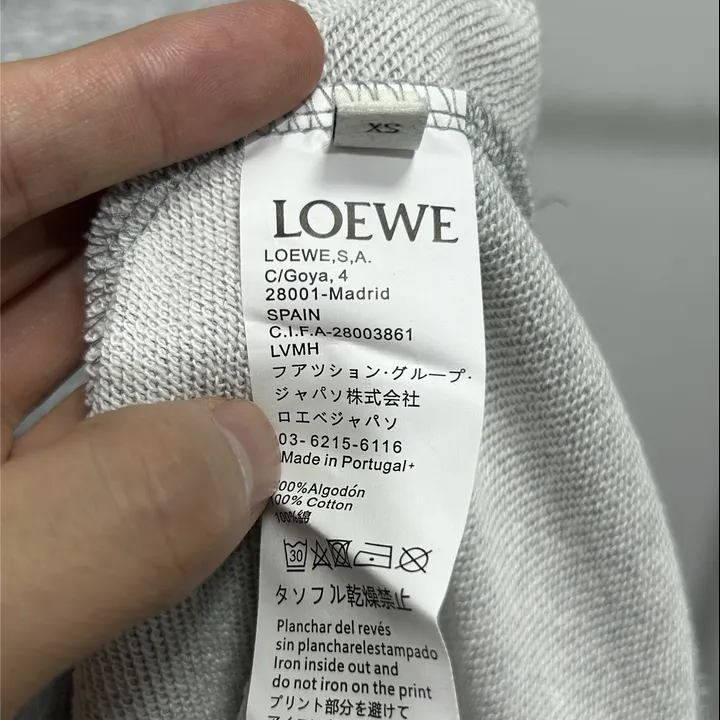 XS
LOEWE
LOEWE,S,A.
C/Goya, 4
28001-Madrid
SPAIN
C.I.F.A-28003861
LVMH
フアツション・グループ・
ジャパソ株式会社
ロエベジャパソ
03-6215-6116
Made in Portugal+
00%Algodón
00% Cotton
100%綿
30
タソフル乾燥禁止
Planchar del revés
sin plancharelestampado
Iron inside out and
do not iron on the print
プリント部分を避けて